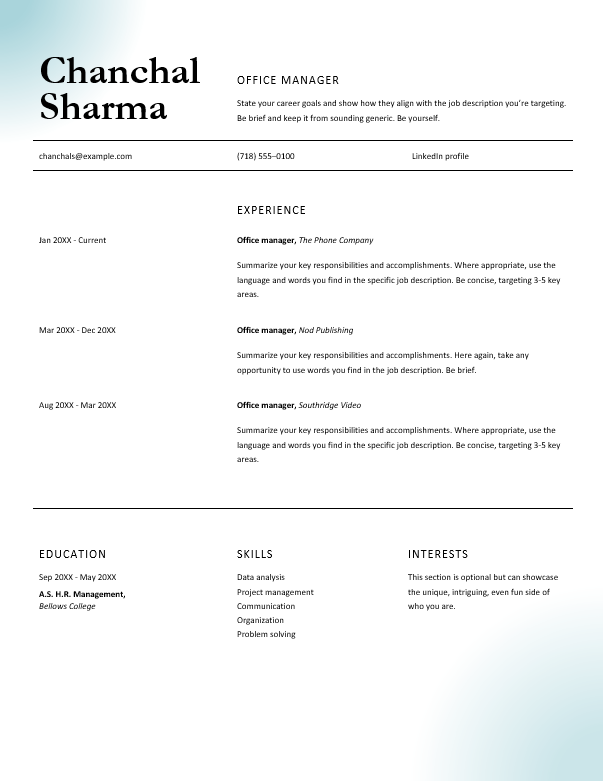 Chanchal
Sharma
OFFICE MANAGER
State your career goals and show how they align with the job description you’re targeting.
Be brief and keep it from sounding generic. Be yourself.
chanchals@example.com
(718) 555–0100
LinkedIn profile
EXPERIENCE
Jan 20XX - Current
Office manager, The Phone Company
Summarize your key responsibilities and accomplishments. Where appropriate, use the
language and words you find in the specific job description. Be concise, targeting 3-5 key
areas.
Mar 20XX - Dec 20XX
Office manager, Nod Publishing
Summarize your key responsibilities and accomplishments. Here again, take any
opportunity to use words you find in the job description. Be brief.
Aug 20XX - Mar 20XX
Office manager, Southridge Video
Summarize your key responsibilities and accomplishments. Where appropriate, use the
language and words you find in the specific job description. Be concise, targeting 3-5 key
areas.
EDUCATION
Sep 20XX - May 20XX
A.S. H.R. Management,
Bellows College
SKILLS
Data analysis
Project management
Communication
Organization
Problem solving
INTERESTS
This section is optional but can showcase
the unique, intriguing, even fun side of
who you are.